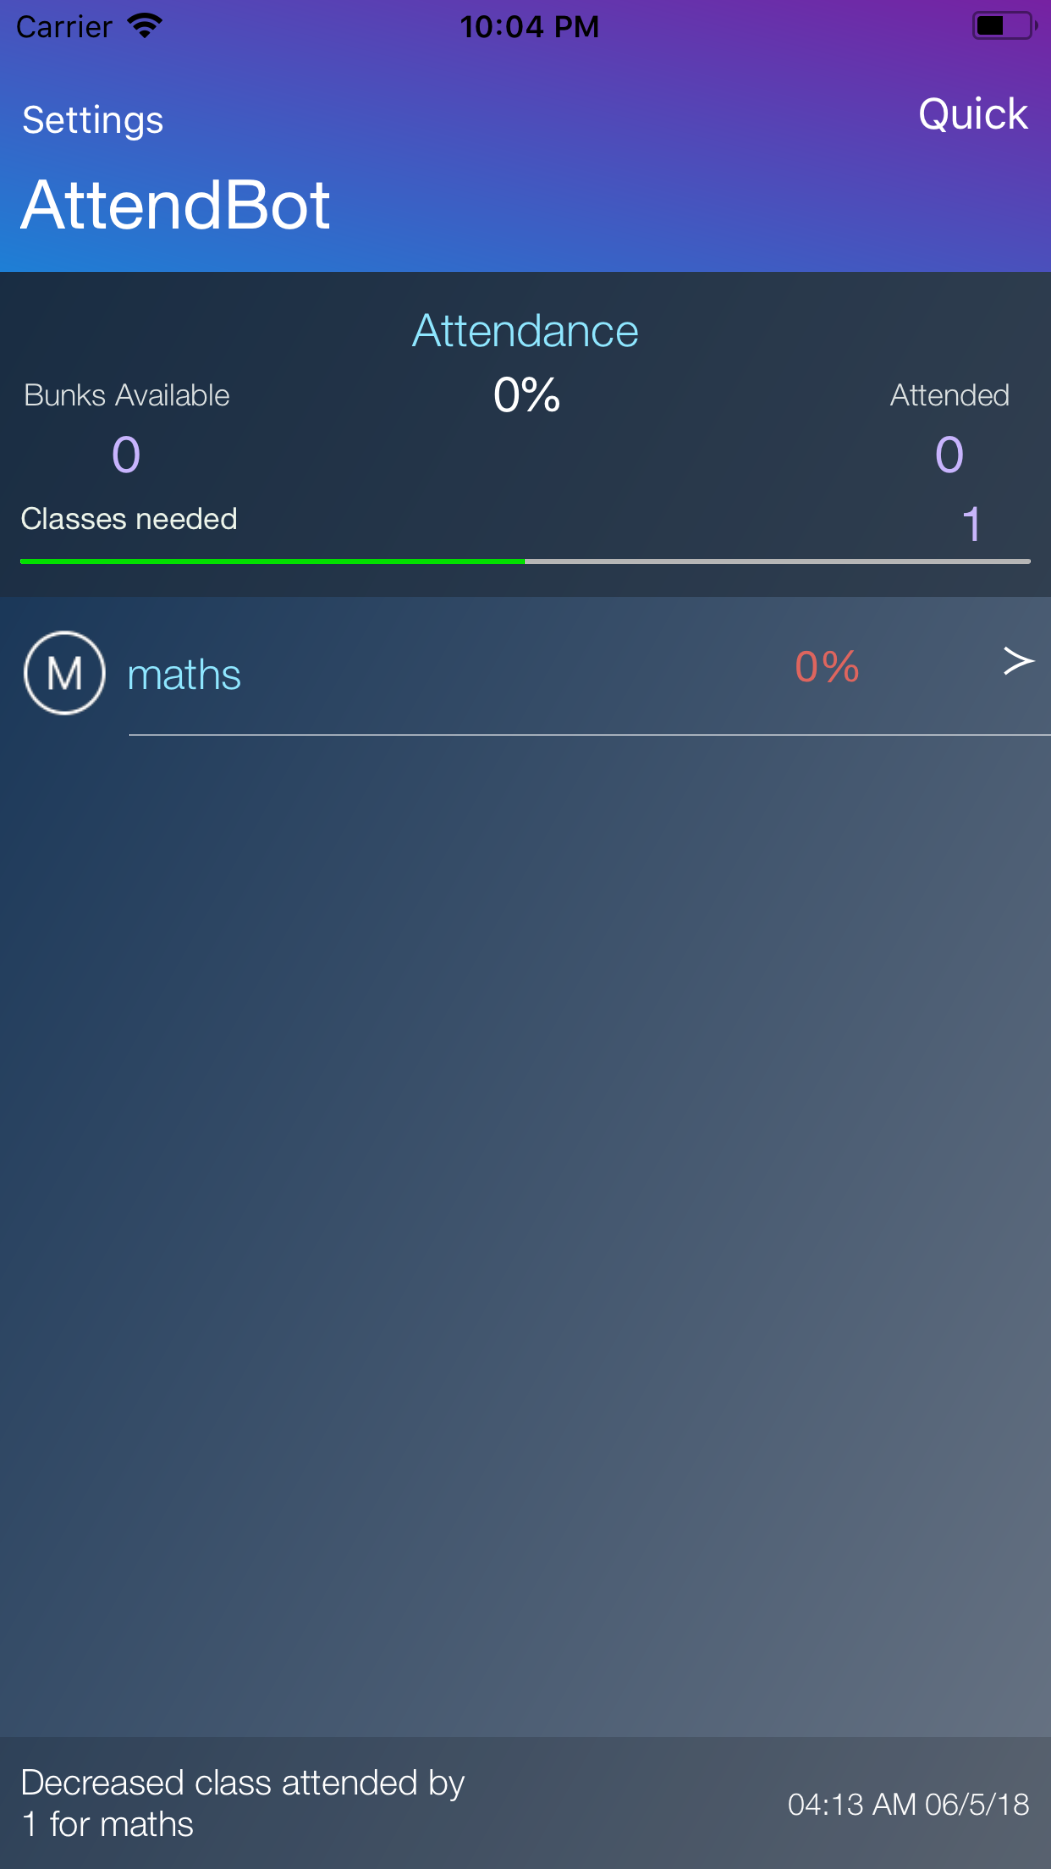 Carrier 10:04 PM
Settings Quick
AttendBot
Attendance
Bunks Available 0% Attended
0 0
Classes needed 1
M maths 0% >
Decreased class attended by
1 for maths
04:13 AM 06/5/18